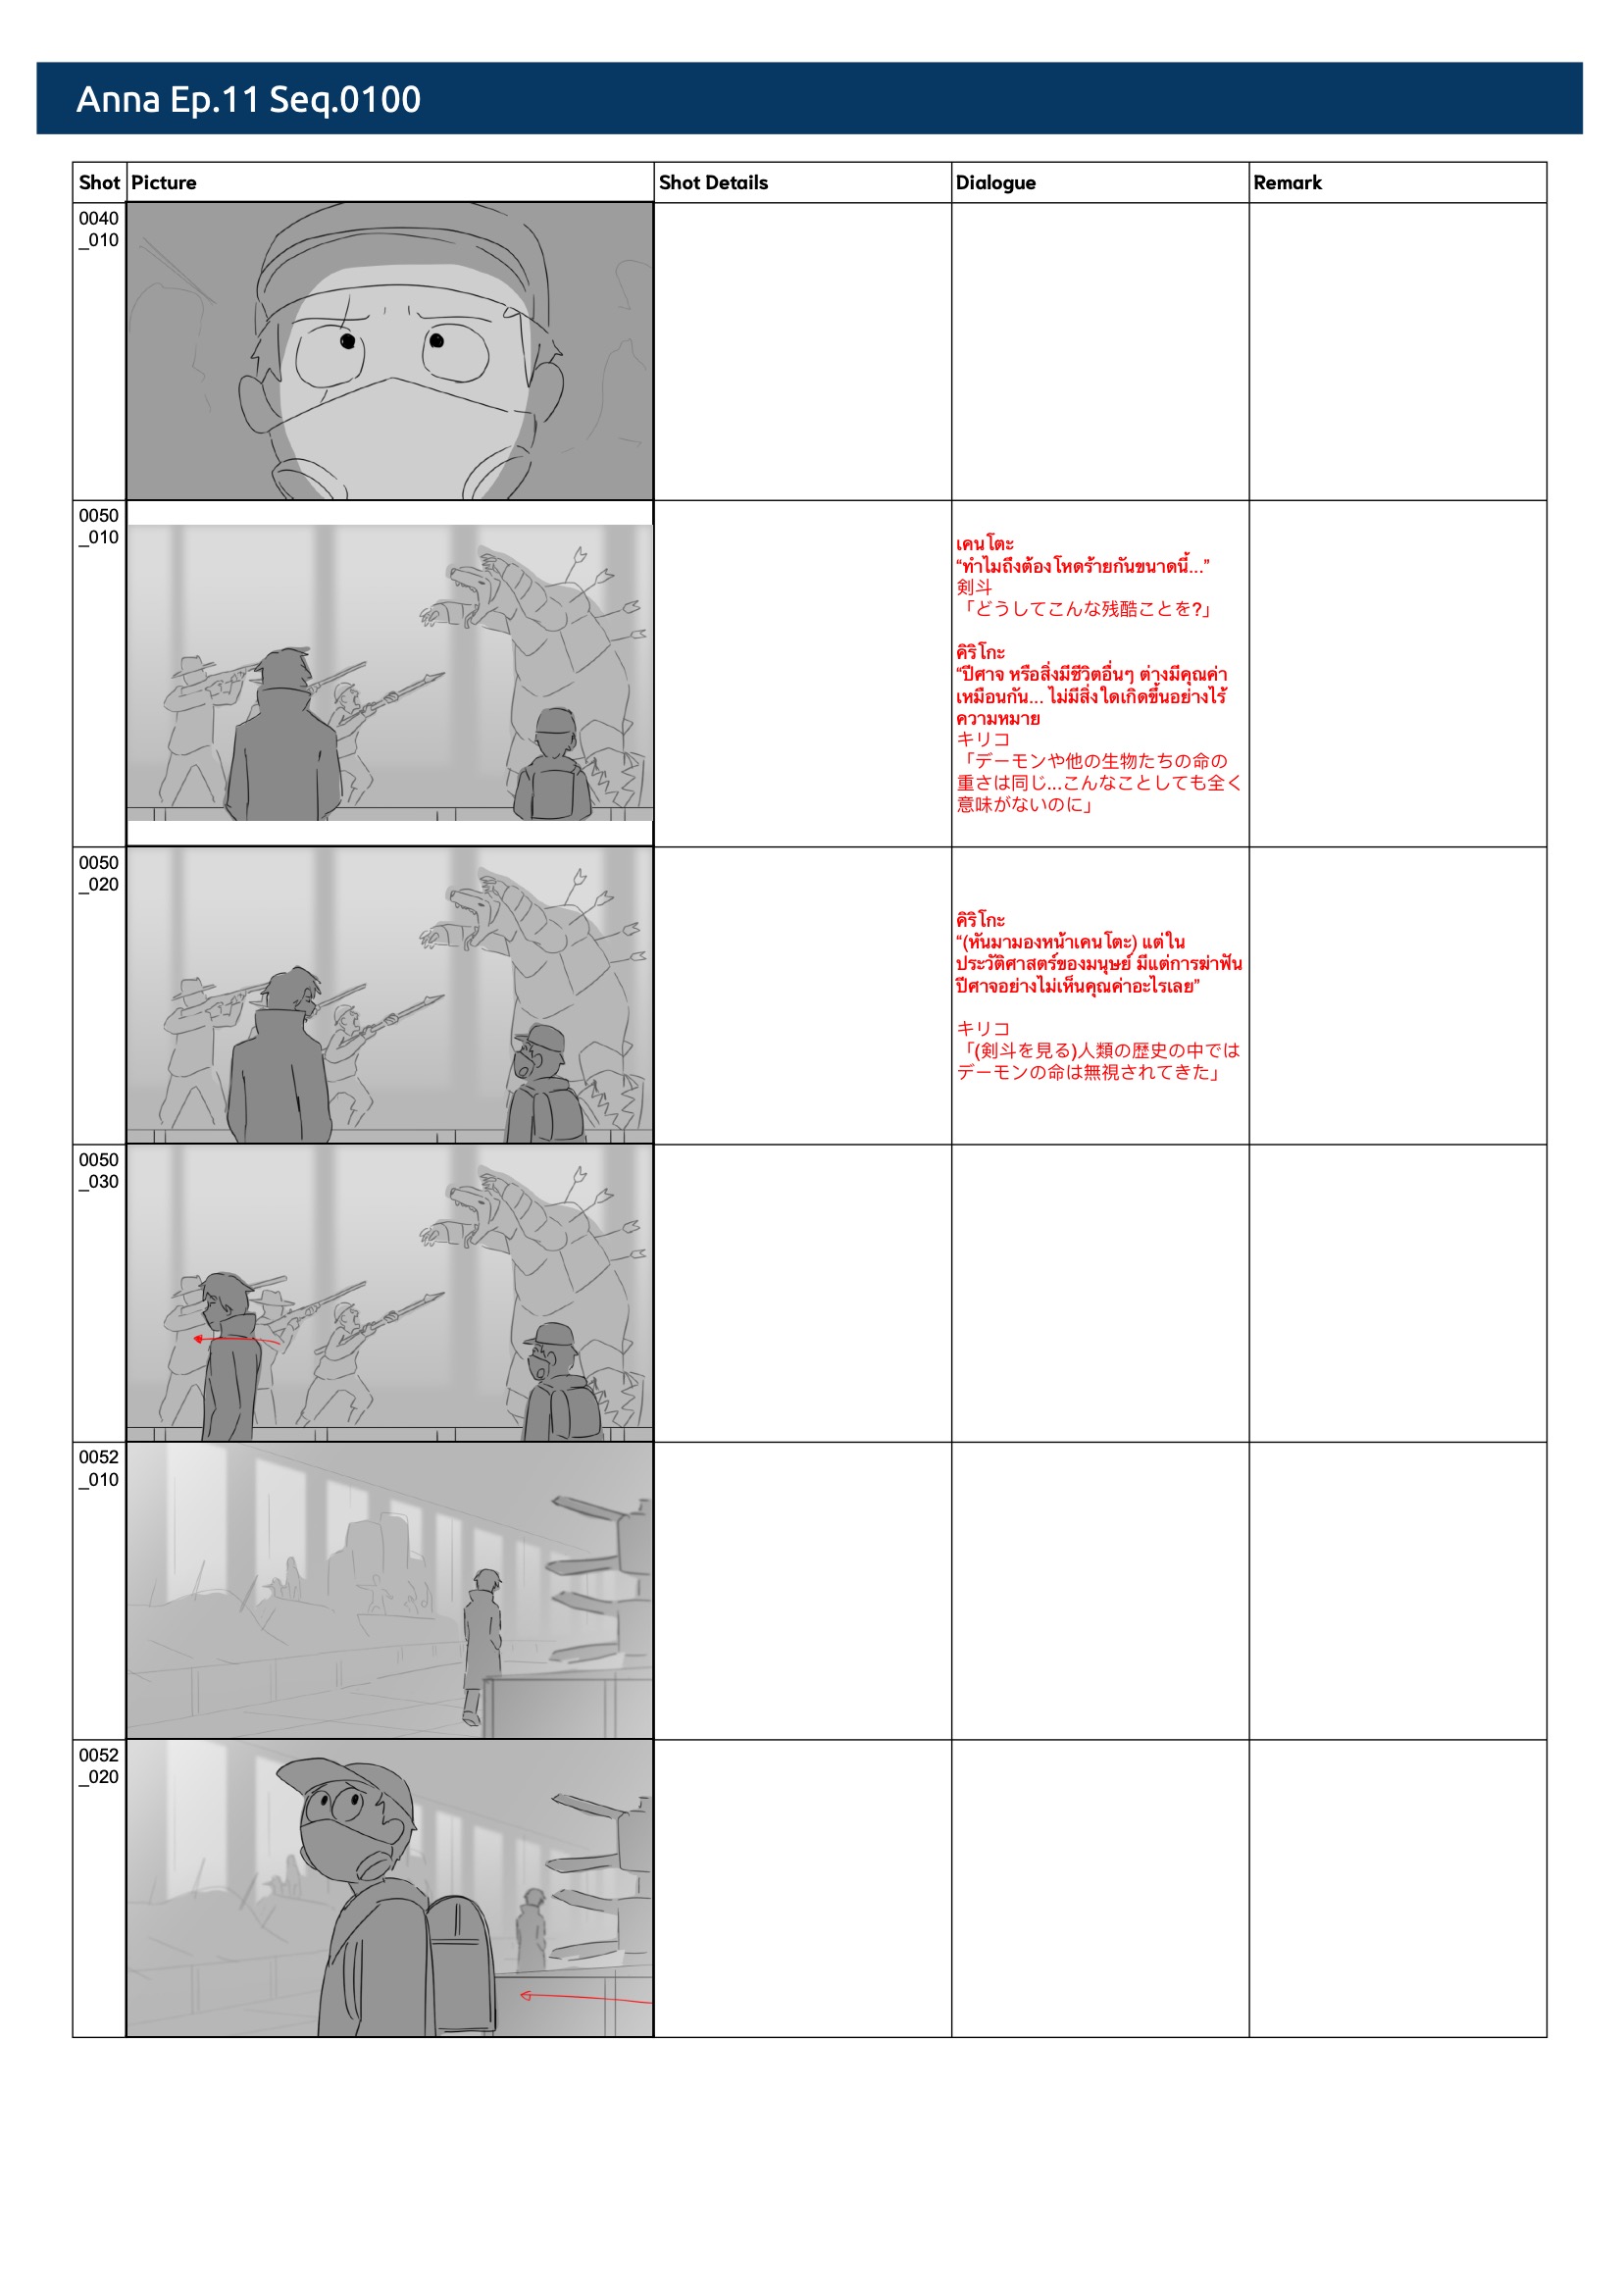 Anna Ep.11 Seq.0100
Shot Picture Shot Details Dialogue Remark
0040
_010
0050
_010
เคนโตะ
“ทำไมถึงต้องโหดร้ายกันขนาดนี้...”
剣斗
「どうしてこんな残酷ことを?」
คิริโกะ
“ปีศาจ หรือสิ่งมีชีวิตอื่นๆ ต่างมีคุณค่า
เหมือนกัน... ไม่มีสิ่งใดเกิดขึ้นอย่างไร้
ความหมาย
キリコ
「デーモンや他の生物たちの命の
重さは同じ...こんなことしても全く
意味がないのに」
0050
_020
คิริโกะ
“(หันมามองหน้าเคนโตะ) แต่ใน
ประวัติศาสตร์ของมนุษย์ มีแต่การฆ่าฟัน
ปีศาจอย่างไม่เห็นคุณค่าอะไรเลย”
キリコ
「(剣斗を見る)人類の歴史の中では
デーモンの命は無視されてきた」
0050
_030
0052
_010
0052
_020